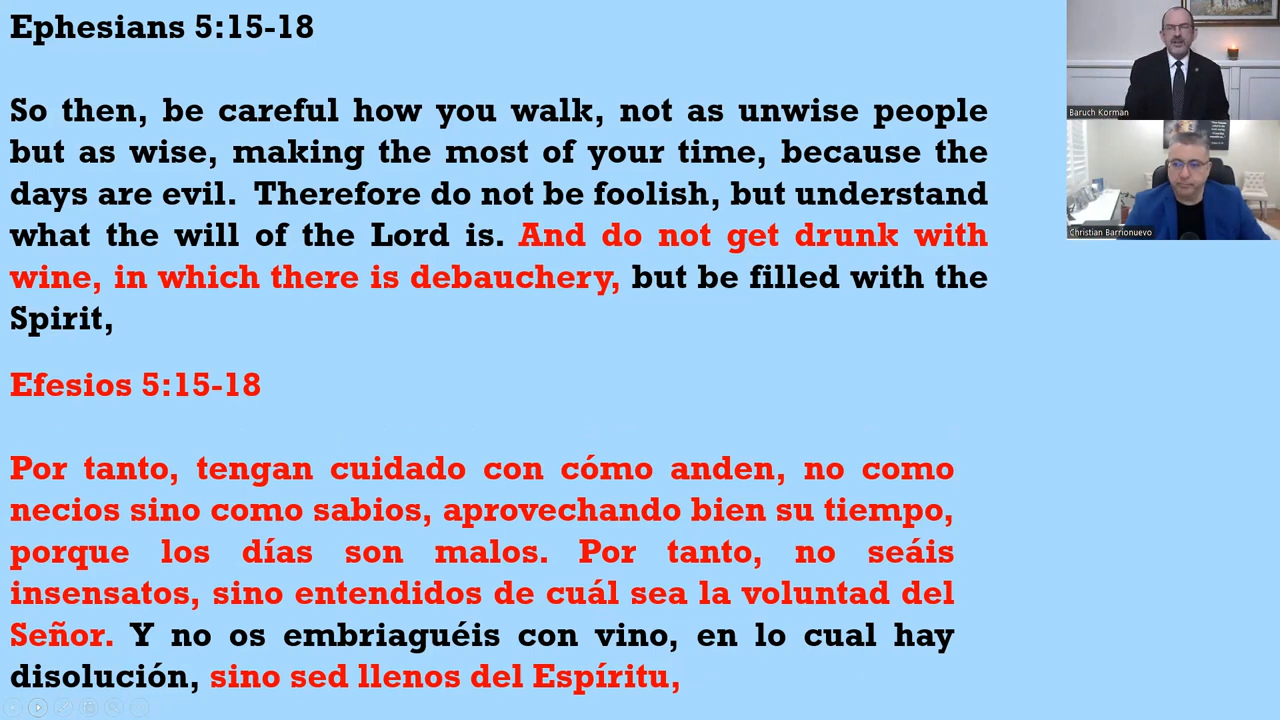 Ephesians 5:15-18
So then, be careful how you walk, not as unwise people
but as wise, making the most of your time, because the
days are evil. Therefore do not be foolish, but understand
what the will of the Lord is. And do not get drunk with
wine, in which there is debauchery, but be filled with the
Spirit,
Efesios 5:15-18
Por tanto, tengan cuidado con cómo anden, no como
necios sino como sabios, aprovechando bien su tiempo,
porque los días son malos. Por tanto, no seáis
insensatos, sino entendidos de cuál sea la voluntad del
Señor. Y no os embriaguéis con vino, en lo cual hay
disolución, sino sed llenos del Espíritu,
Baruch Korman
Christian Barrionuevo